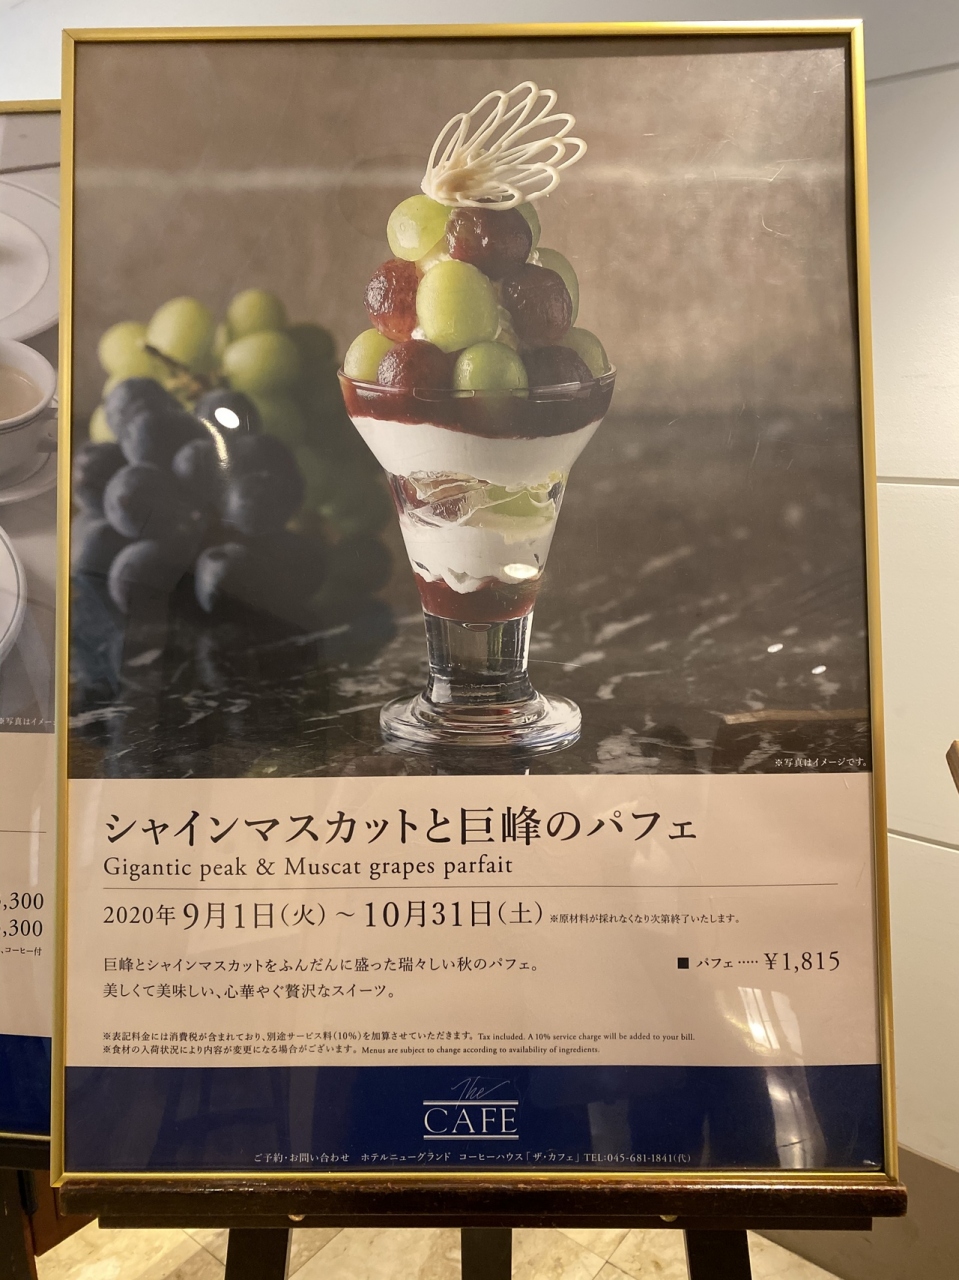 ※写真はイメージです。
シャインマスカットと巨峰のパフェ
Gigantic peak & Muscat grapes parfait
2020年 9月1日(火) ~ 10月31日(土) ※原材料が採れなくなり次第終了いたします。
巨峰とシャインマスカットをふんだんに盛った瑞々しい秋のパフェ。
美しくて美味しい、心華やぐ贅沢なスイーツ。
■ パフェ ····· ¥1,815
※表記料金には消費税が含まれており、別途サービス料(10%)を加算させていただきます。 Tax included. A 10% service charge will be added to your bill.
※食材の入荷状況により内容が変更になる場合がございます。 Menus are subject to change according to availability of ingredients.
The
CAFE
ご予約・お問い合わせ ホテルニューグランド コーヒーハウス「ザ・カフェ」 TEL:045-681-1841(代)
※写真はイメー
,300
,300
、コーヒー付